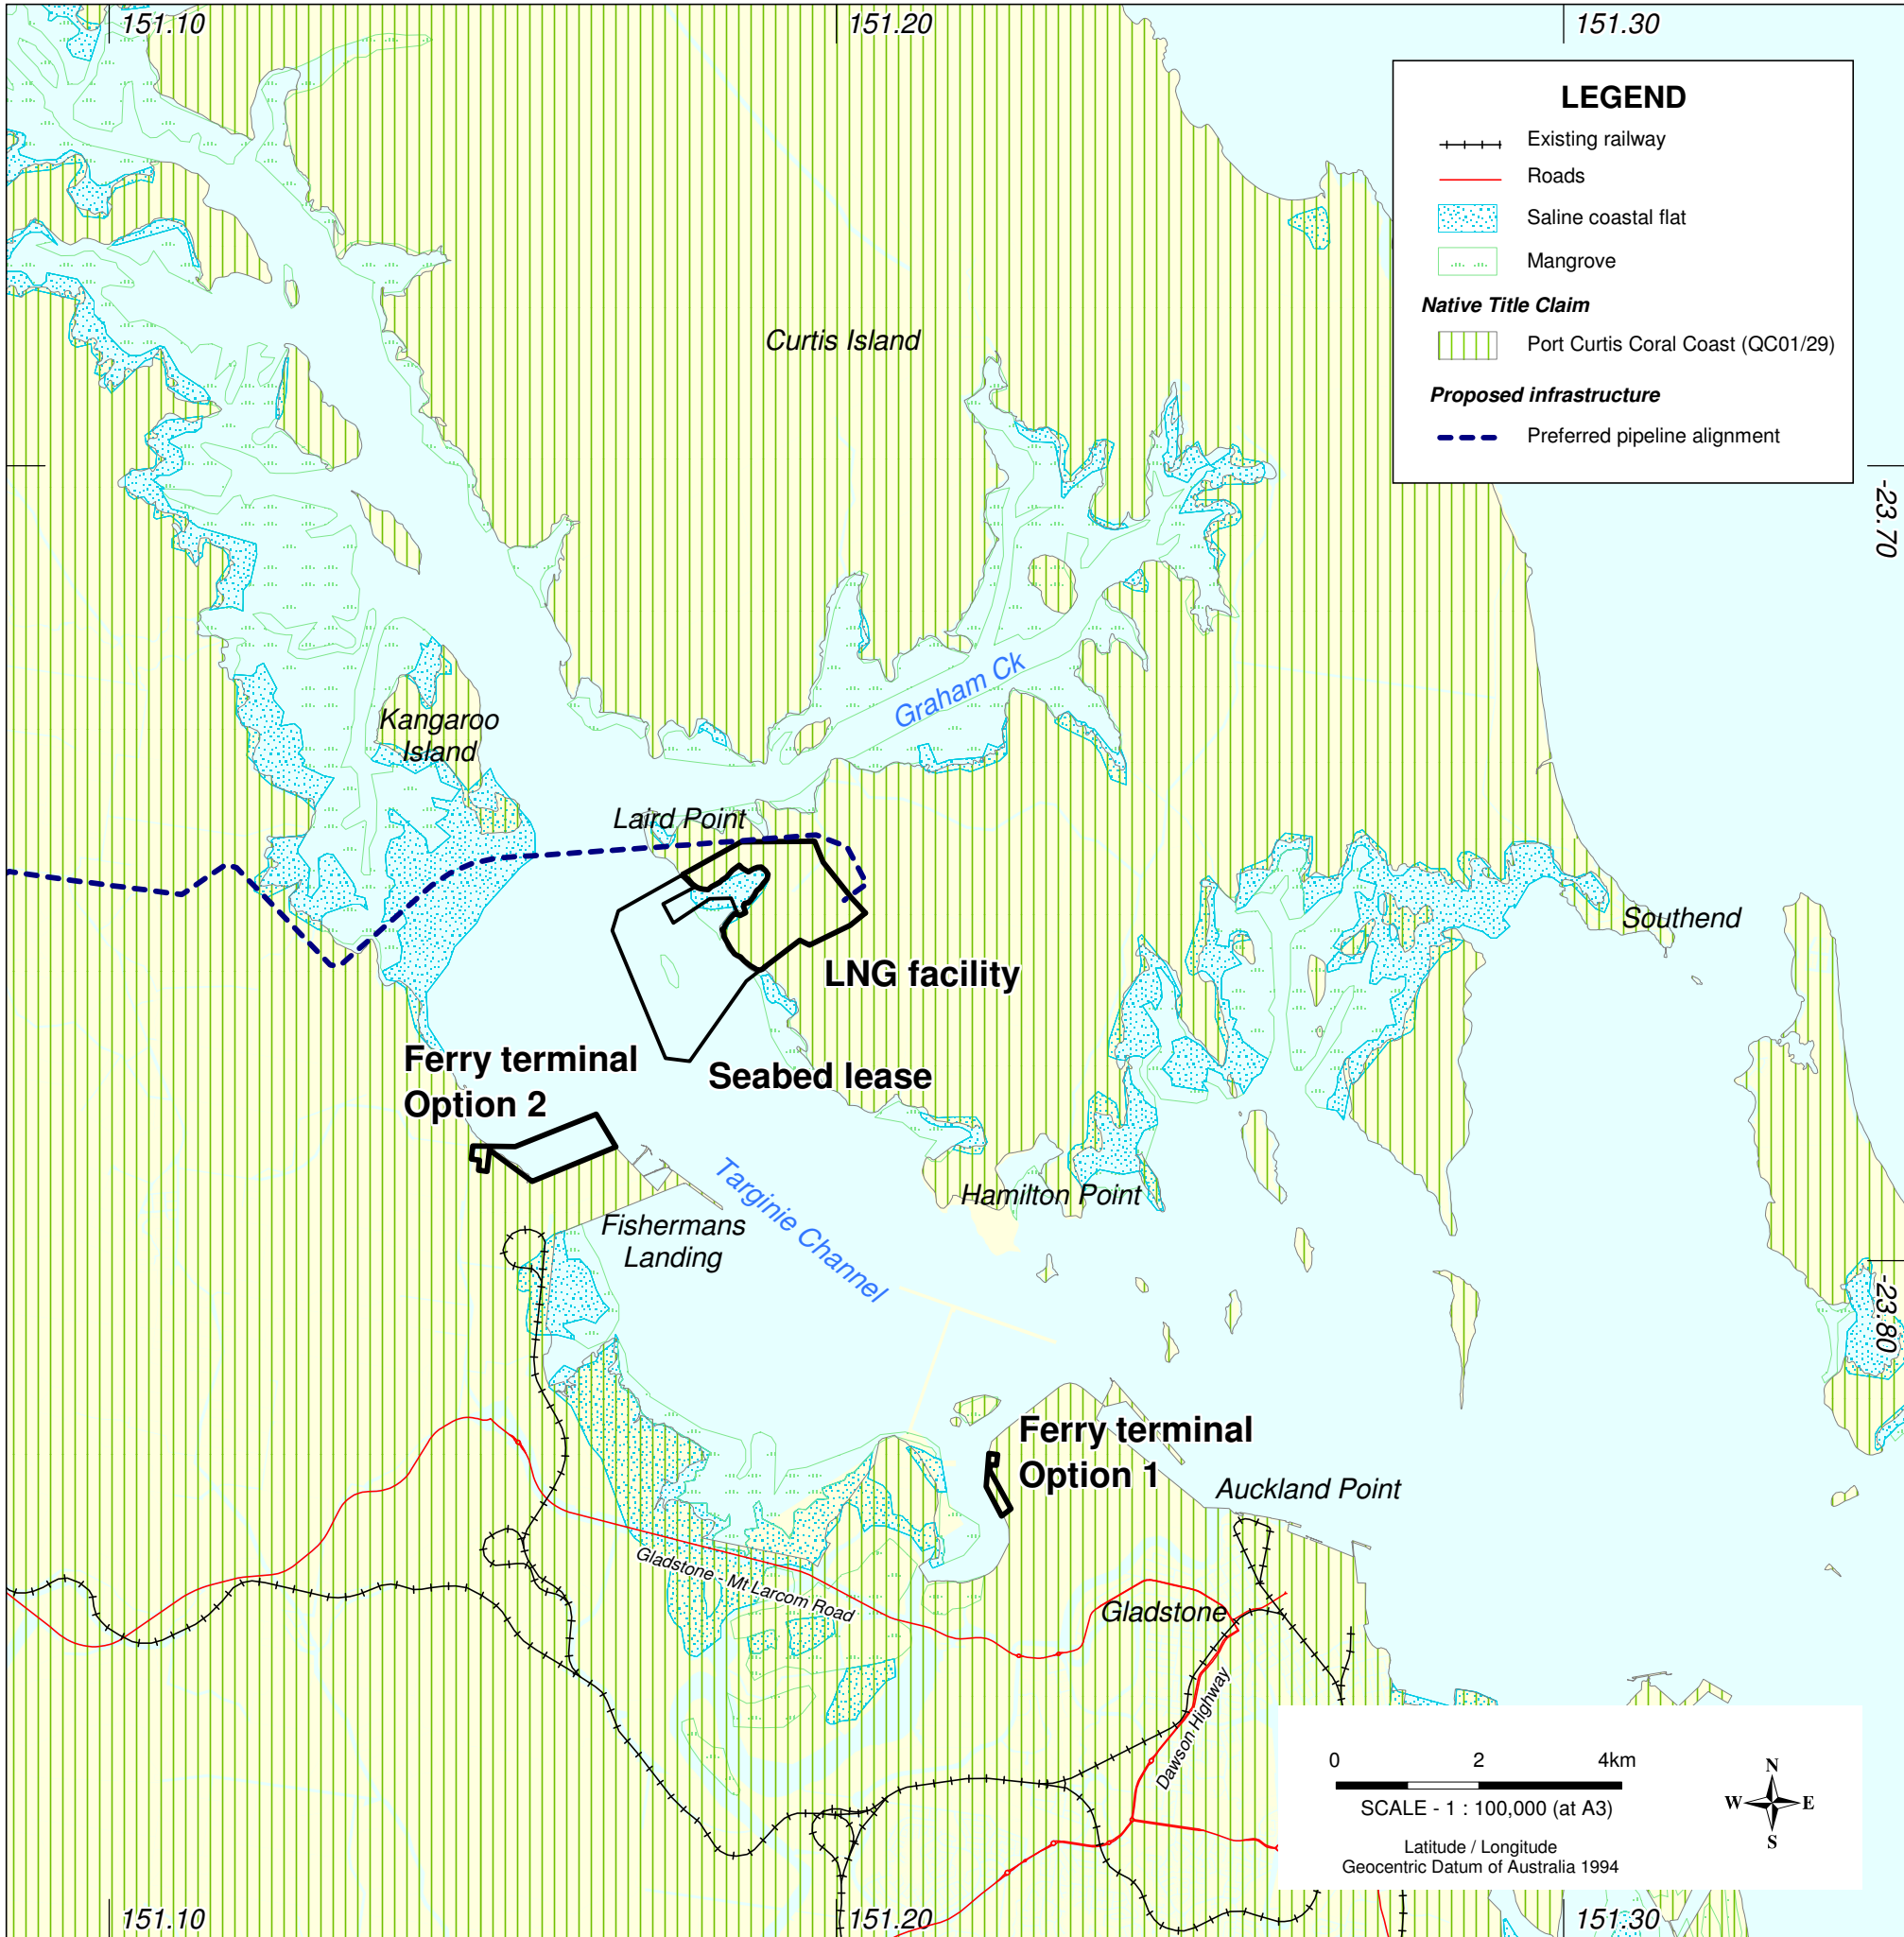 151.10
151.20
151.30
LEGEND
Existing railway
Roads
Saline coastal flat
Mangrove
Native Title Claim
Port Curtis Coral Coast (QC01/29)
Proposed infrastructure
Preferred pipeline alignment
Curtis Island
-23.70
Graham Ck
Kangaroo
Island
Laird Point
Southend
LNG facility
Ferry terminal
Option 2
Seabed lease
Hamilton Point
Targinie Channel
Fishermans
Landing
-23.80
Ferry terminal
Option 1
Auckland Point
Gladstone - Mt Larcom Road
Gladstone
Dawson Highway
0 2 4km
SCALE - 1 : 100,000 (at A3)
Latitude / Longitude
Geocentric Datum of Australia 1994
N
W E
S
151.10
151.20
151.30